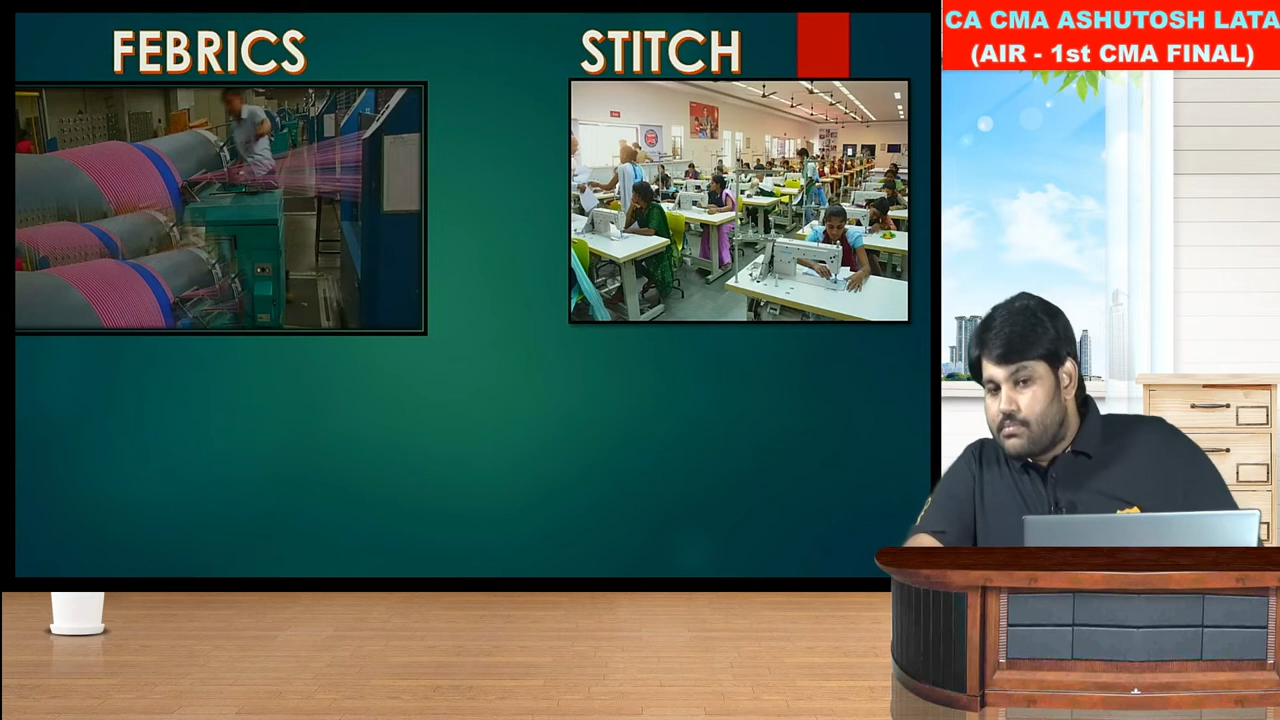 FEBRICS
STITCH
CA CMA ASHUTOSH LATA
(AIR - 1st CMA FINAL)